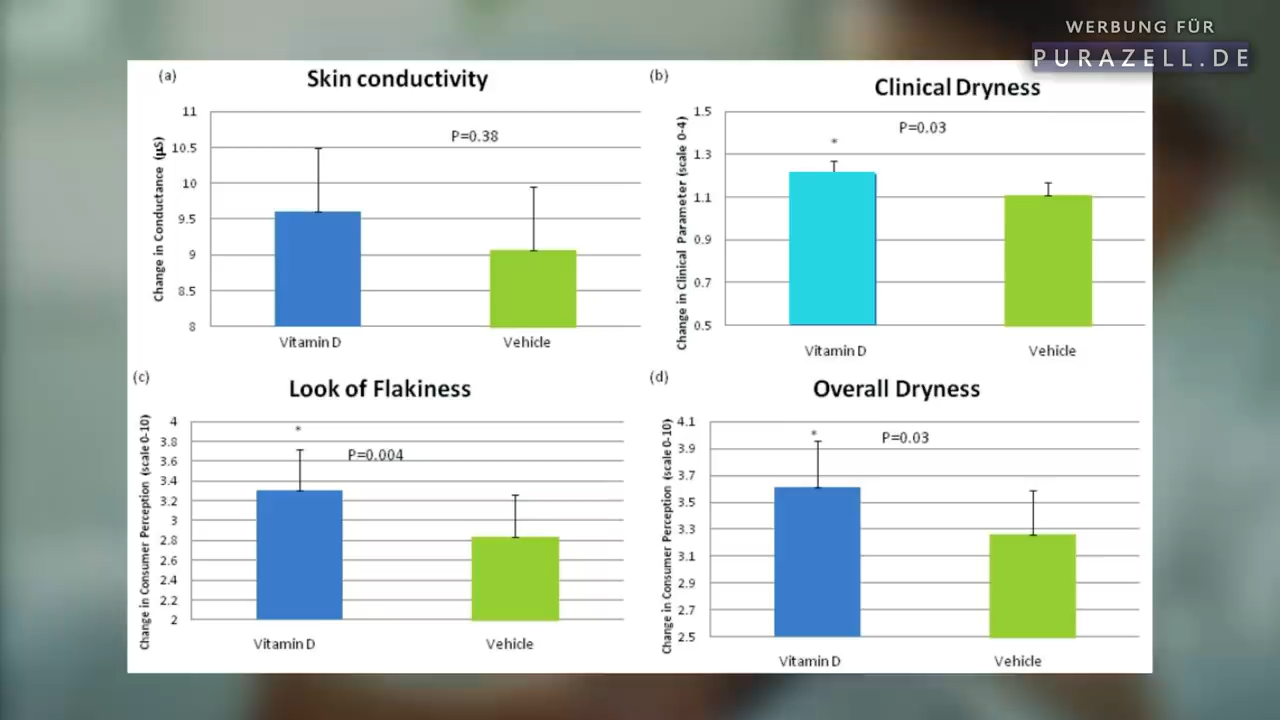 WERBUNG FÜR
PURAZELL.DE
(a)
Skin conductivity
Change in Conductance (µS)
11
10.5
10
9.5
9
8.5
8
P=0.38
Vitamin D
Vehicle
(b)
Clinical Dryness
Change in Clinical Parameter (scale 0-4)
1.5
1.3
1.1
0.9
0.7
0.5
P=0.03
*
Vitamin D
Vehicle
(c)
Look of Flakiness
Change in Consumer Perception (scale 0-10)
4
3.8
3.6
3.4
3.2
3
2.8
2.6
2.4
2.2
2
*
P=0.004
Vitamin D
Vehicle
(d)
Overall Dryness
Change in Consumer Perception (scale 0-10)
4.1
3.9
3.7
3.5
3.3
3.1
2.9
2.7
2.5
*
P=0.03
Vitamin D
Vehicle